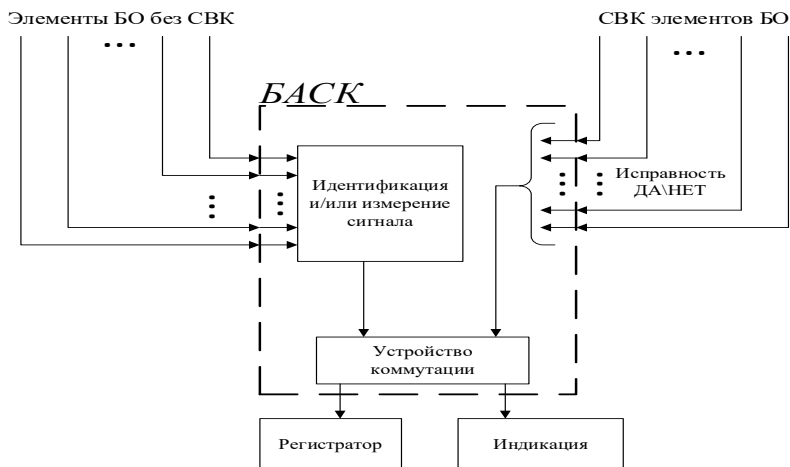 Элементы БО без СВК
СВК элементов БО
БАСК
Идентификация
и/или измерение
сигнала
Исправность
ДА\НЕТ
Устройство
коммутации
Регистратор
Индикация